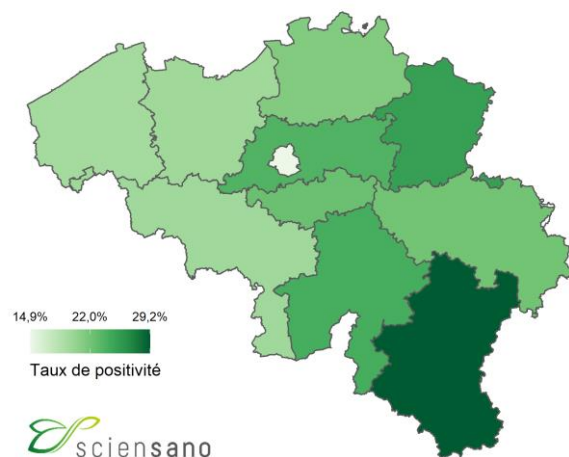 14,9% 22,0% 29,2%
Taux de positivité
sciensano